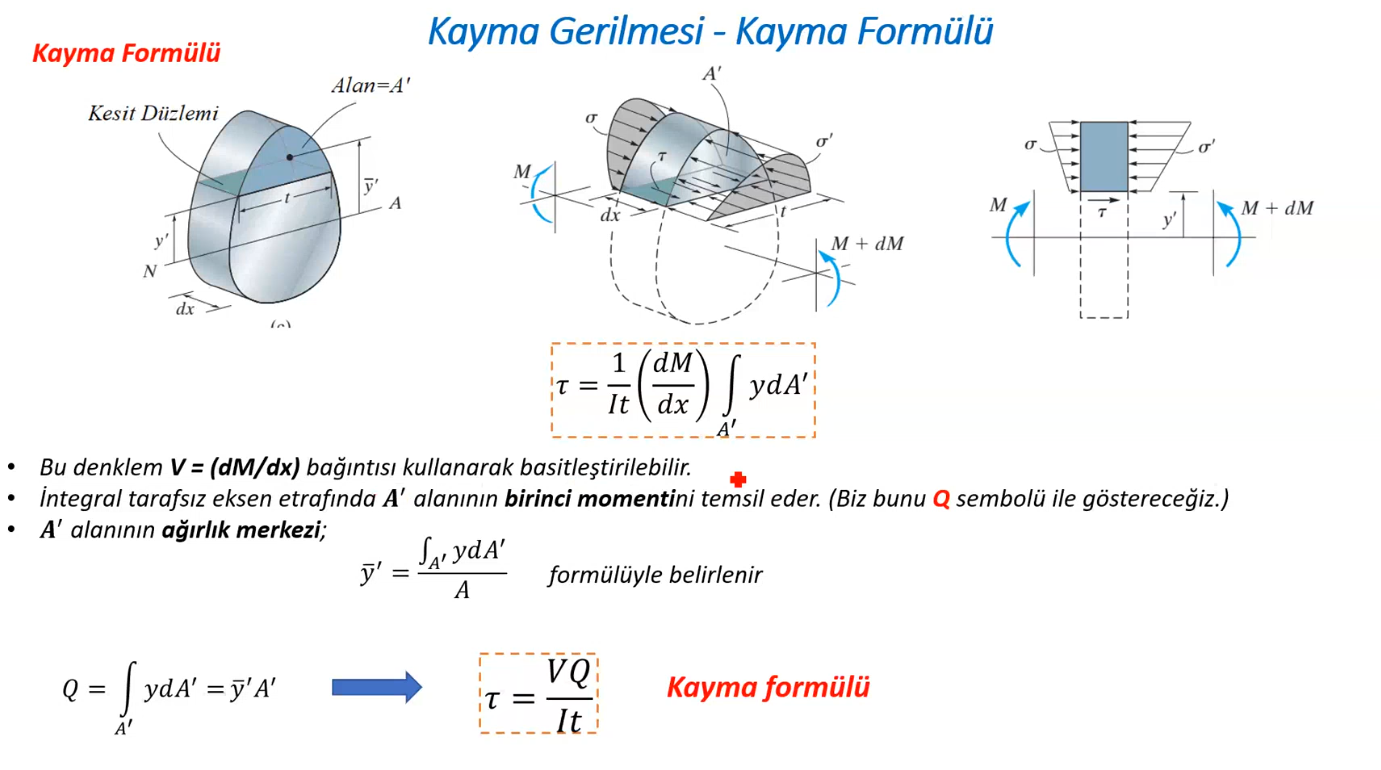 Kayma Gerilmesi - Kayma Formülü
Kayma Formülü
Alan=A'
Kesit Düzlemi
t
ȳ'
A
y'
N
dx
A'
σ
τ
σ'
M
dx
t
M + dM
σ
σ'
M
τ
y'
M + dM
τ = 1/It (dM/dx) ∫A' ydA'
• Bu denklem V = (dM/dx) bağıntısı kullanarak basitleştirilebilir.
• İntegral tarafsız eksen etrafında A' alanının birinci momentini temsil eder. (Biz bunu Q sembolü ile göstereceğiz.)
• A' alanının ağırlık merkezi;
ȳ' = ∫A' ydA' / A formülüyle belirlenir
Q = ∫A' ydA' = ȳ'A'
τ = VQ / It
Kayma formülü